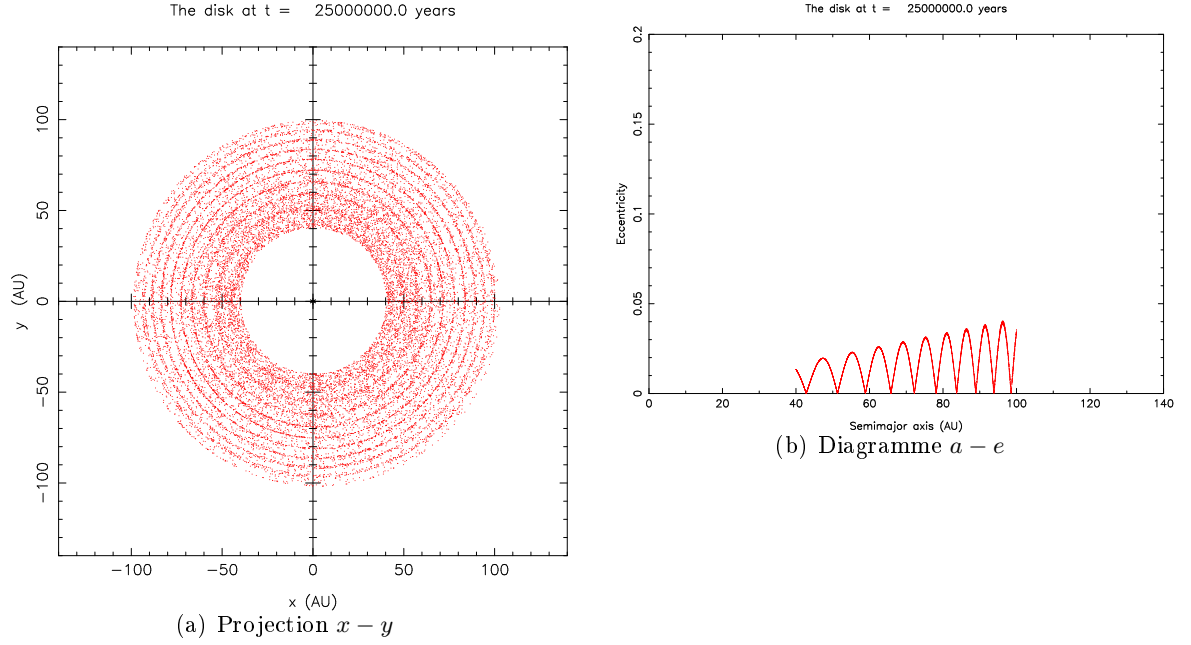 The disk at t = 25000000.0 years
100
50
0
−50
−100
y (AU)
−100 −50 0 50 100
x (AU)
(a) Projection x − y
The disk at t = 25000000.0 years
0.2
0.15
0.1
0.05
0
Eccentricity
0 20 40 60 80 100 120 140
Semimajor axis (AU)
(b) Diagramme a − e